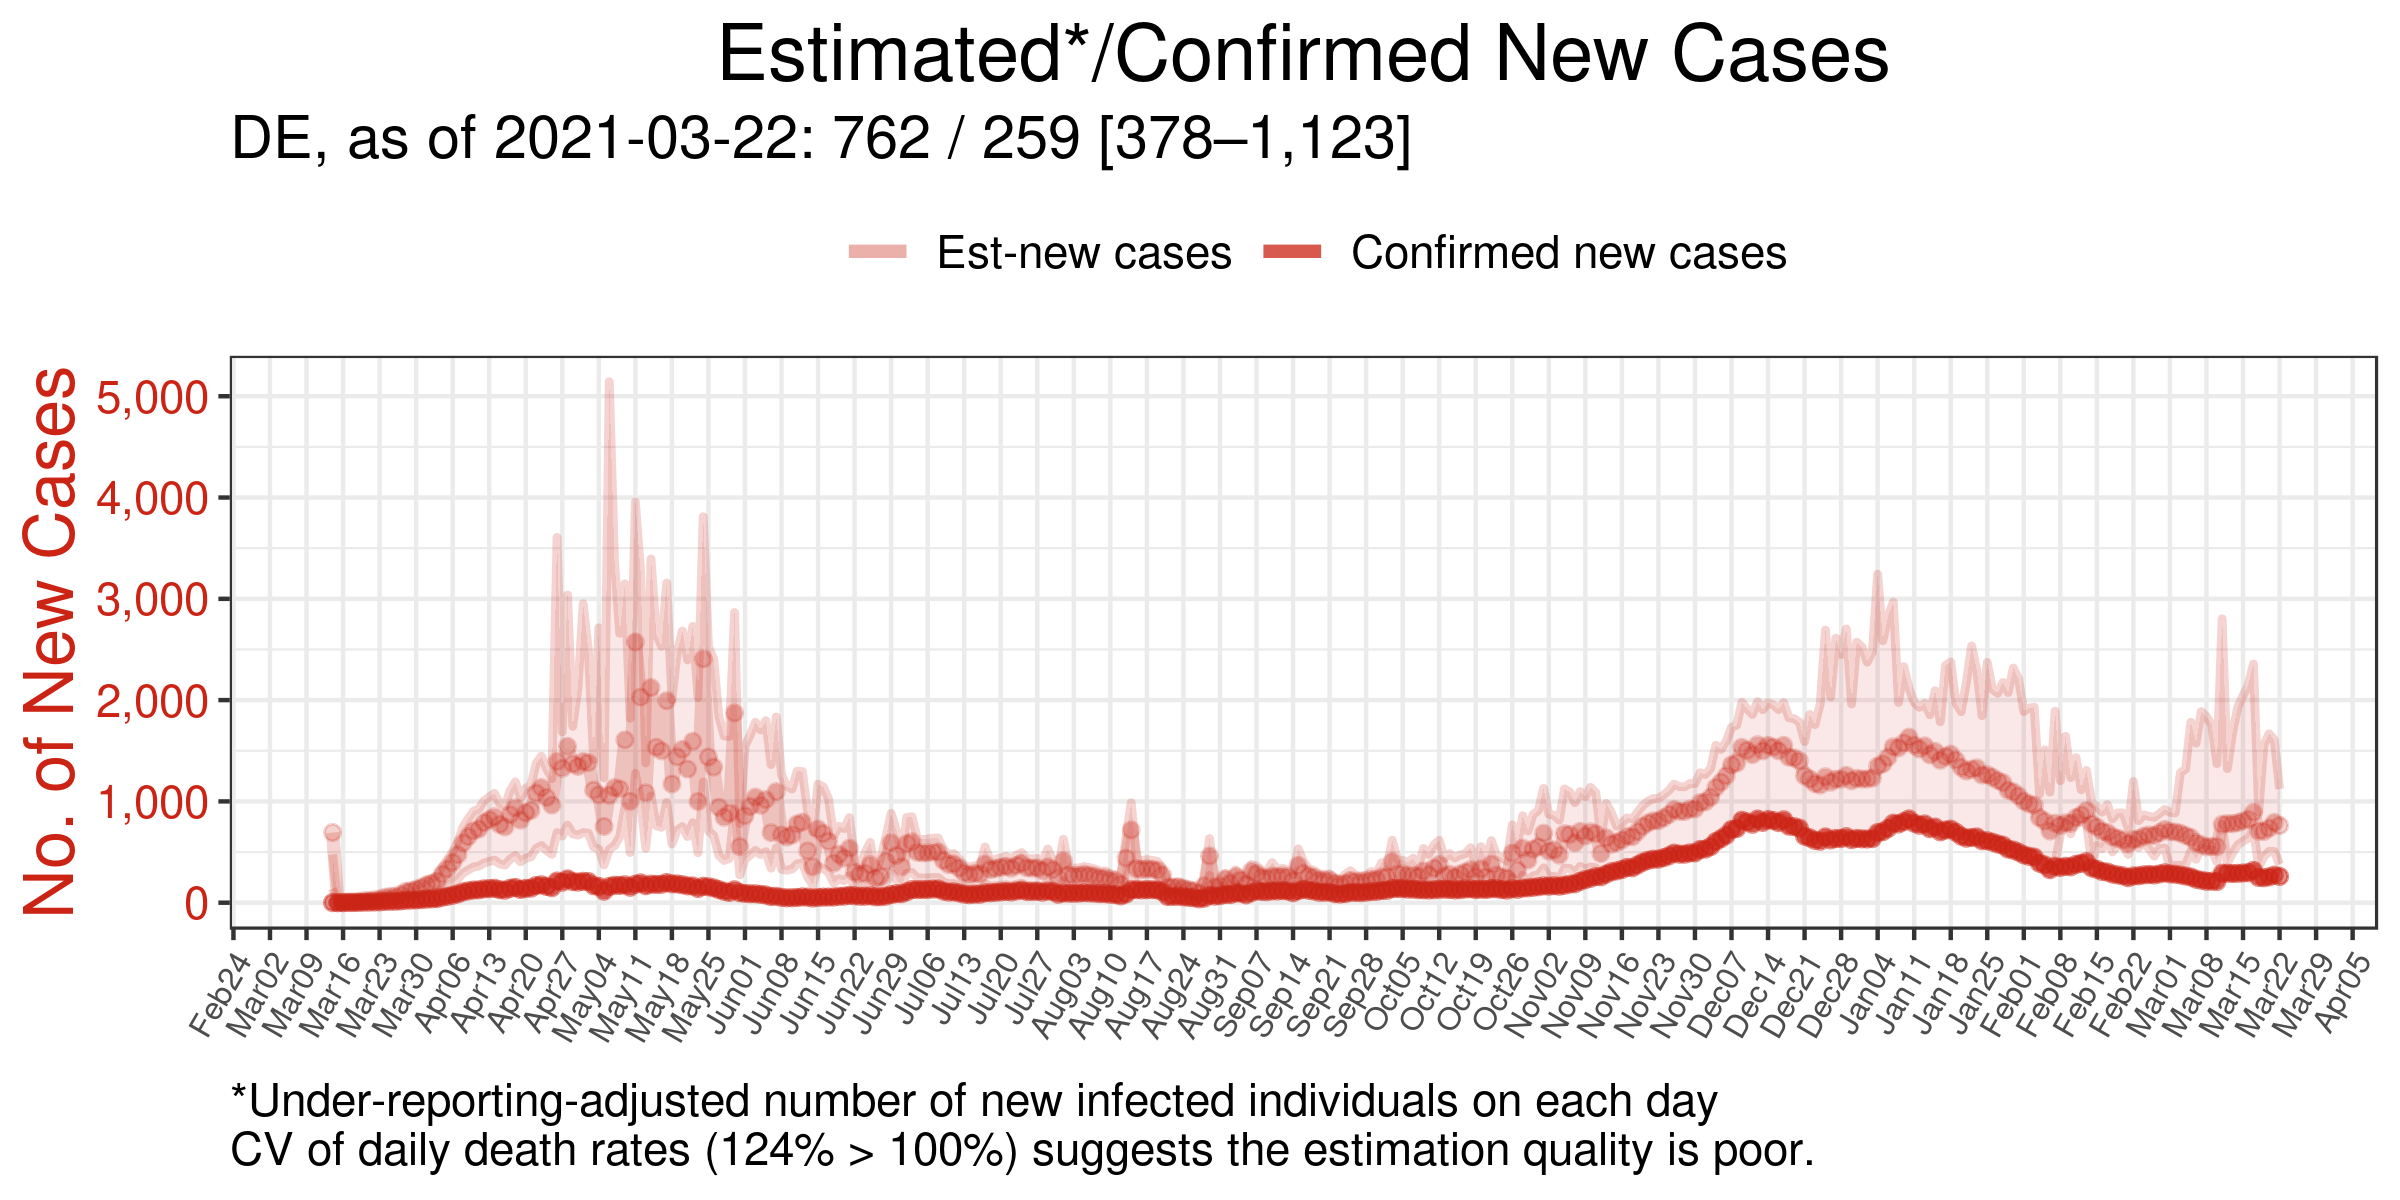 Estimated*/Confirmed New Cases
DE, as of 2021-03-22: 762 / 259 [378–1,123]
Est-new cases
Confirmed new cases
No. of New Cases
5,000
4,000
3,000
2,000
1,000
0
Feb24
Mar02
Mar09
Mar16
Mar23
Mar30
Apr06
Apr13
Apr20
Apr27
May04
May11
May18
May25
Jun01
Jun08
Jun15
Jun22
Jun29
Jul06
Jul13
Jul20
Jul27
Aug03
Aug10
Aug17
Aug24
Aug31
Sep07
Sep14
Sep21
Sep28
Oct05
Oct12
Oct19
Oct26
Nov02
Nov09
Nov16
Nov23
Nov30
Dec07
Dec14
Dec21
Dec28
Jan04
Jan11
Jan18
Jan25
Feb01
Feb08
Feb15
Feb22
Mar01
Mar08
Mar15
Mar22
Mar29
Apr05
*Under-reporting-adjusted number of new infected individuals on each day
CV of daily death rates (124% > 100%) suggests the estimation quality is poor.